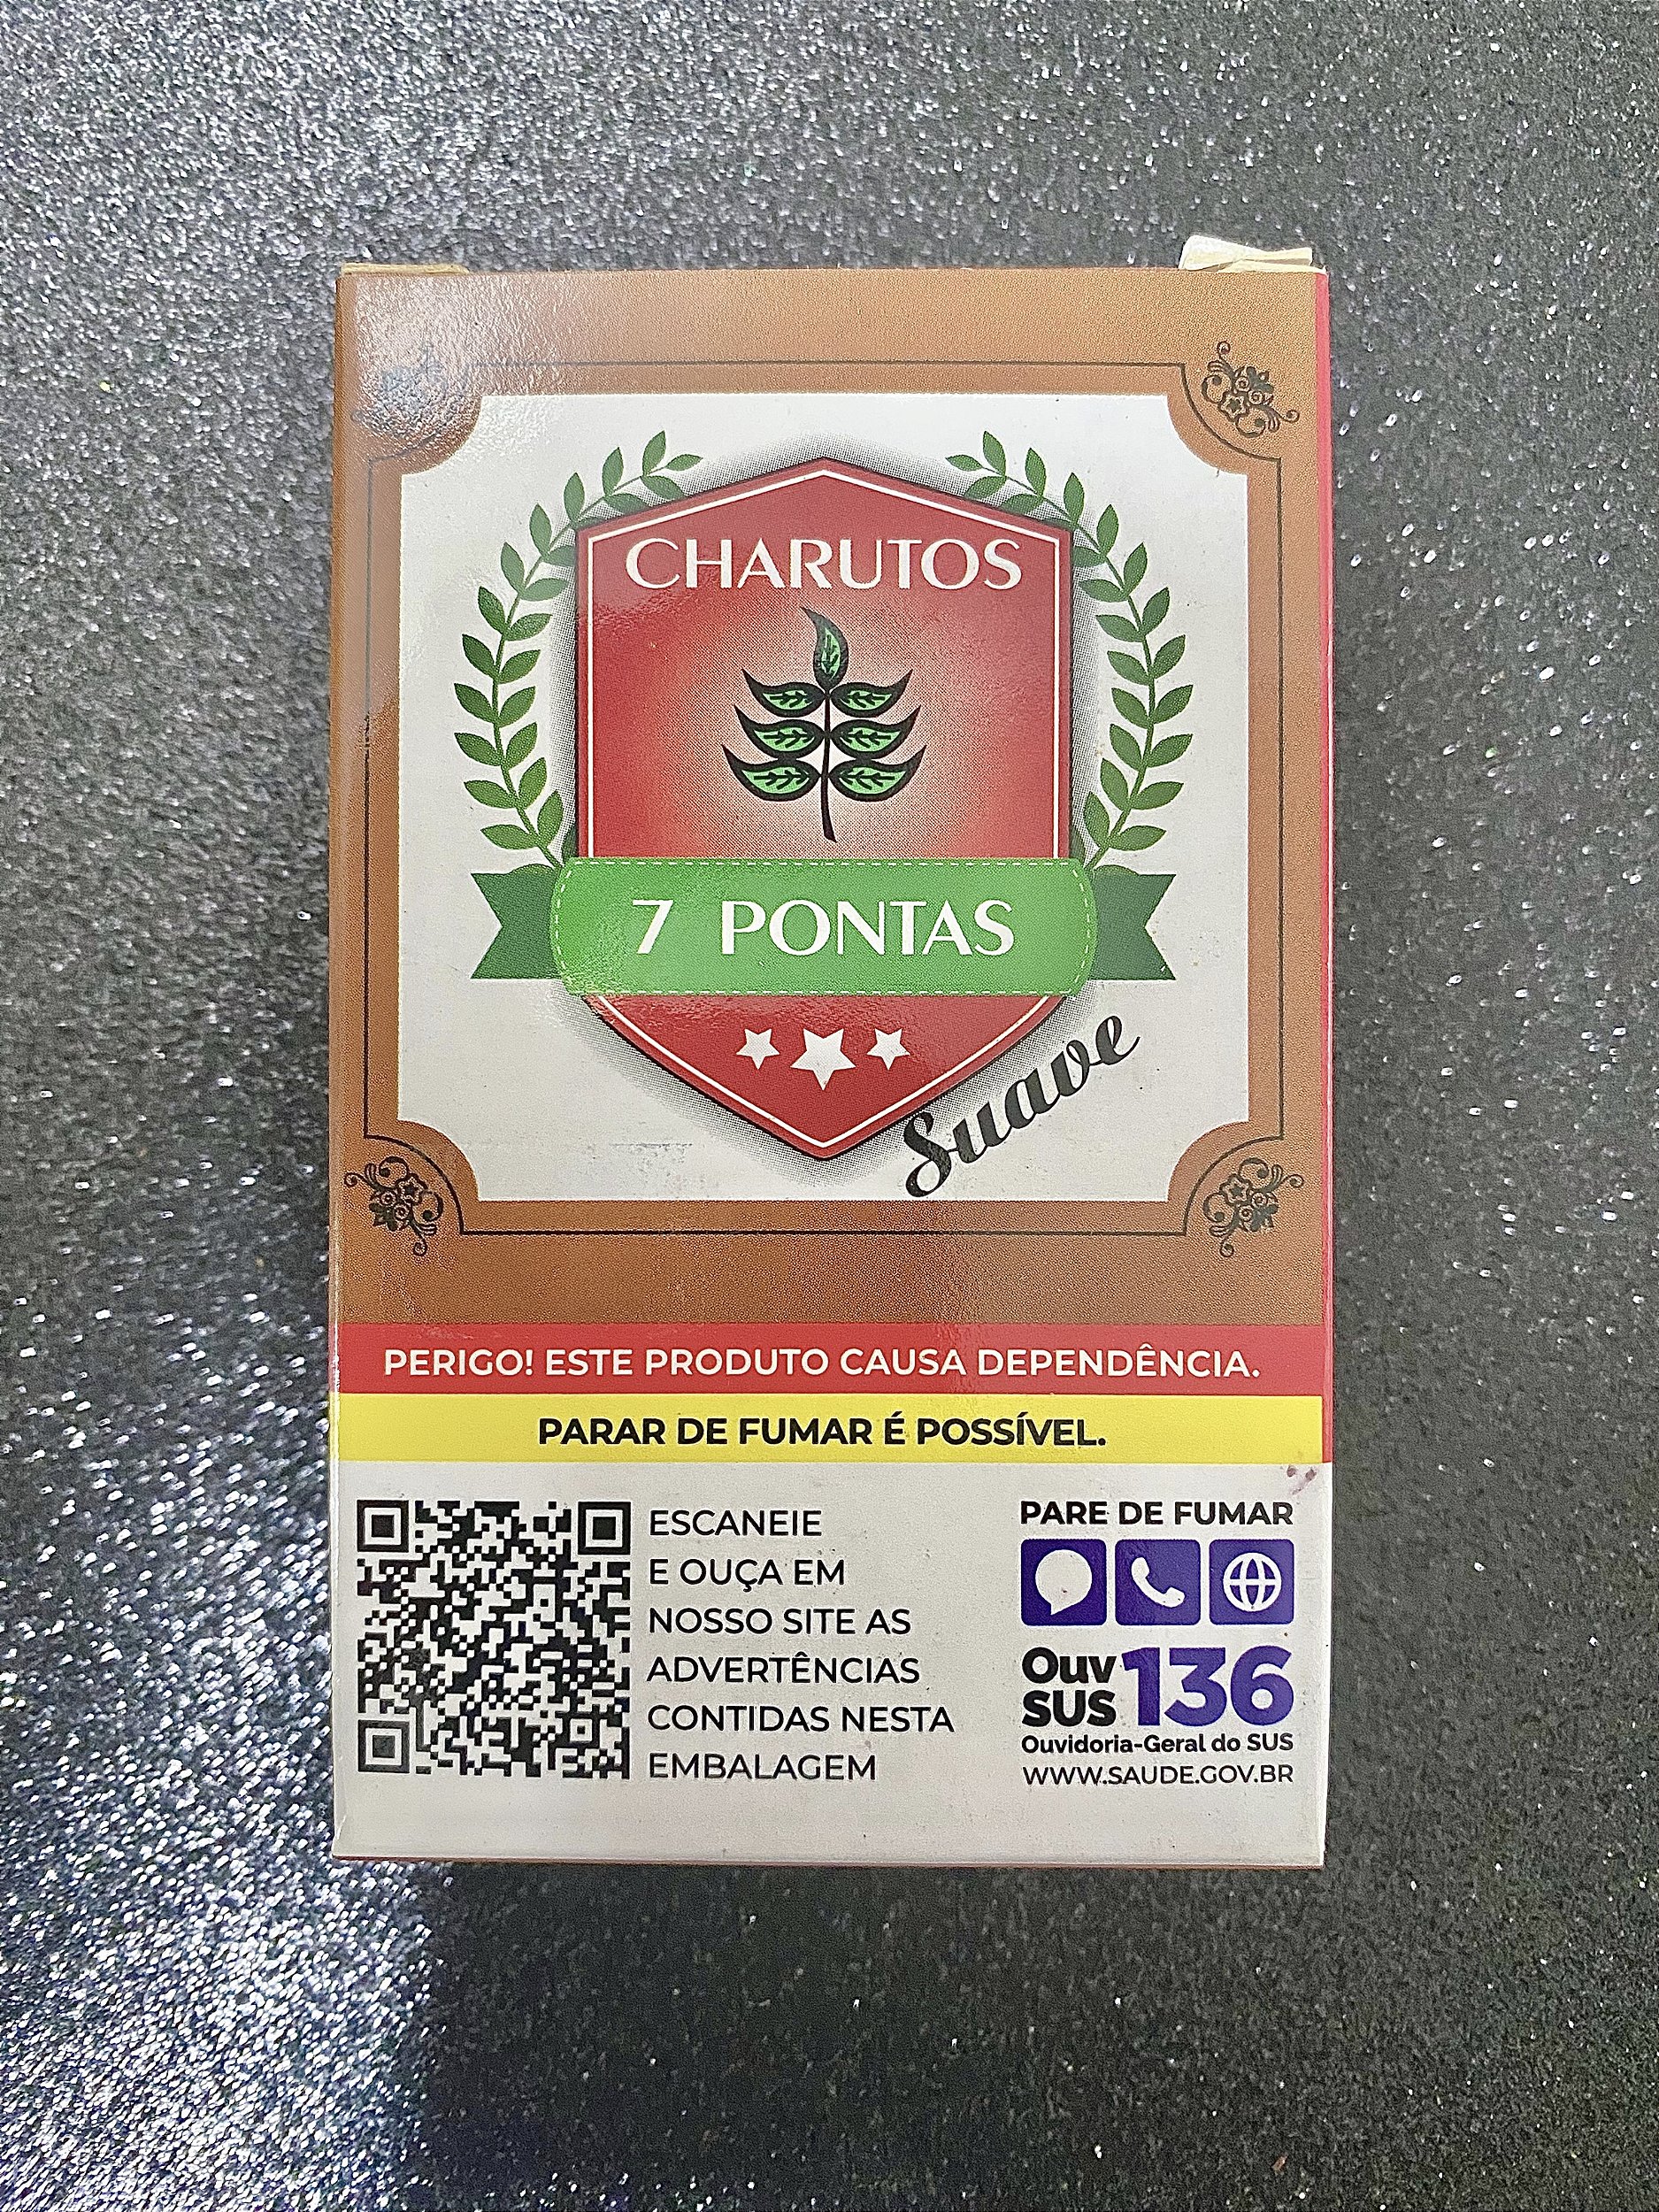 CHARUTOS
7 PONTAS
Suave
PERIGO! ESTE PRODUTO CAUSA DEPENDÊNCIA.
PARAR DE FUMAR É POSSÍVEL.
ESCANEIE
E OUÇA EM
NOSSO SITE AS
ADVERTÊNCIAS
CONTIDAS NESTA
EMBALAGEM
PARE DE FUMAR
Ouv
SUS 136
Ouvidoria-Geral do SUS
WWW.SAUDE.GOV.BR